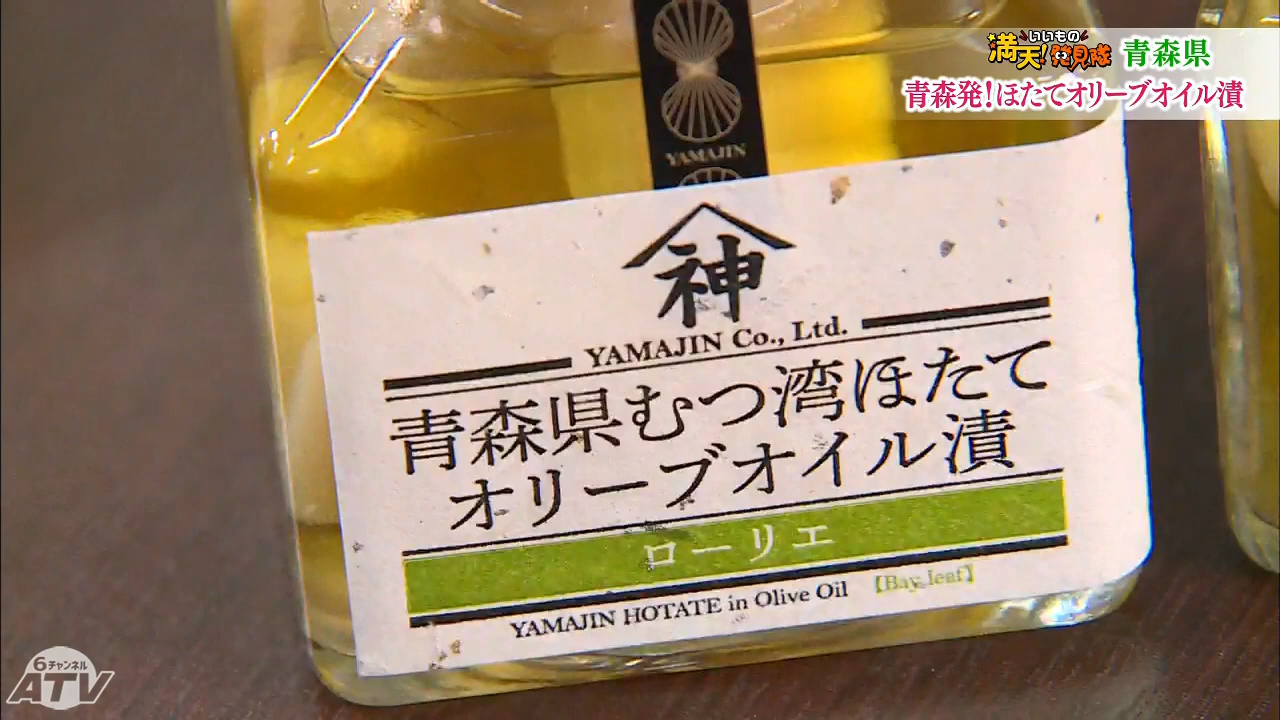 いいもの
満天!発見隊
青森県
青森発!ほたてオリーブオイル漬
YAMAJIN
神
YAMAJIN Co., Ltd.
青森県むつ湾ほたて
オリーブオイル漬
ローリエ
YAMAJIN HOTATE in Olive Oil 【Bay leaf】
6チャンネル
ATV